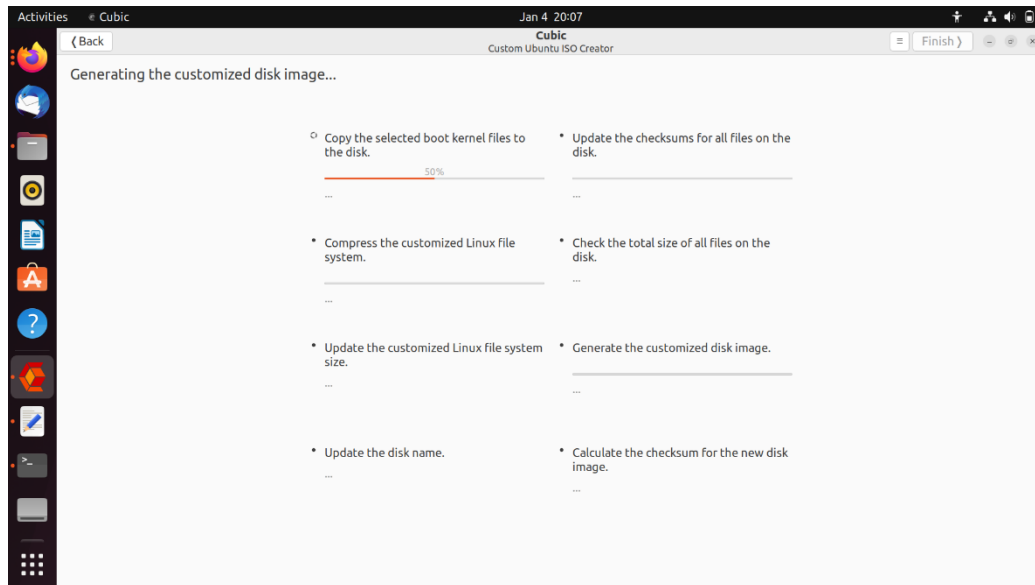 Activities
Cubic
Jan 4 20:07
Back
Cubic
Custom Ubuntu ISO Creator
Finish
Generating the customized disk image...
Copy the selected boot kernel files to
the disk.
50%
...
Compress the customized Linux file
system.
...
Update the customized Linux file system
size.
...
Update the disk name.
...
Update the checksums for all files on the
disk.
...
Check the total size of all files on the
disk.
...
Generate the customized disk image.
...
Calculate the checksum for the new disk
image.
...